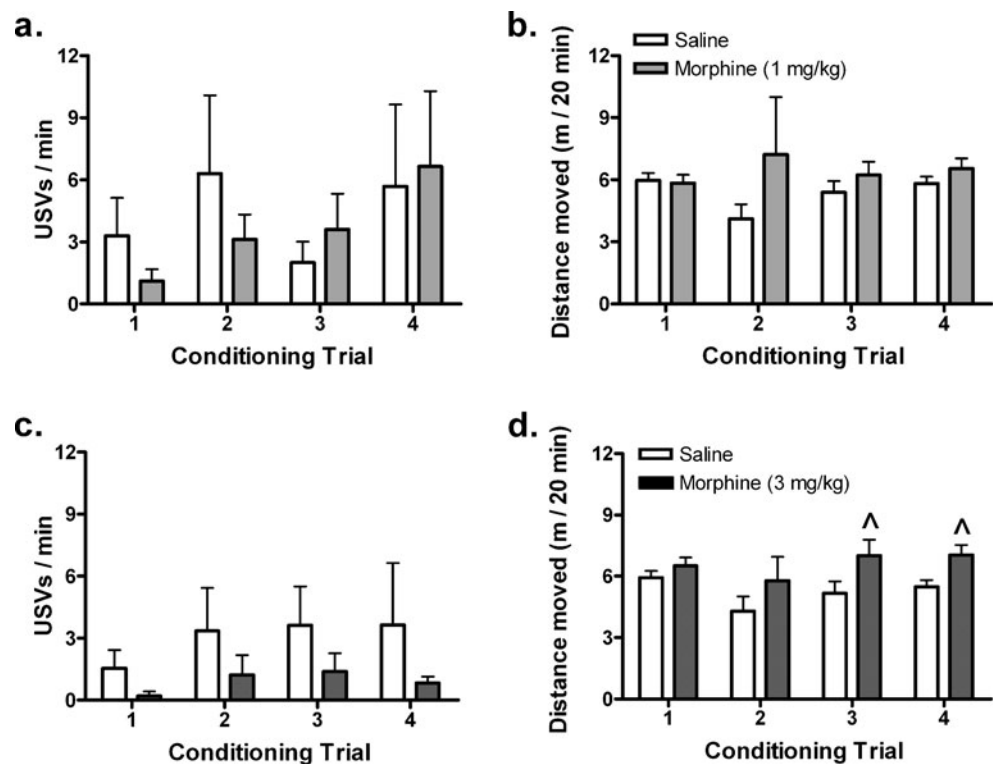 a.
12
9
6
3
0
USVs / min
1 2 3 4
Conditioning Trial
b.
Saline
Morphine (1 mg/kg)
12
9
6
3
0
Distance moved (m / 20 min)
1 2 3 4
Conditioning Trial
c.
12
9
6
3
0
USVs / min
1 2 3 4
Conditioning Trial
d.
Saline
Morphine (3 mg/kg)
12
9
6
3
0
Distance moved (m / 20 min)
^ ^
1 2 3 4
Conditioning Trial